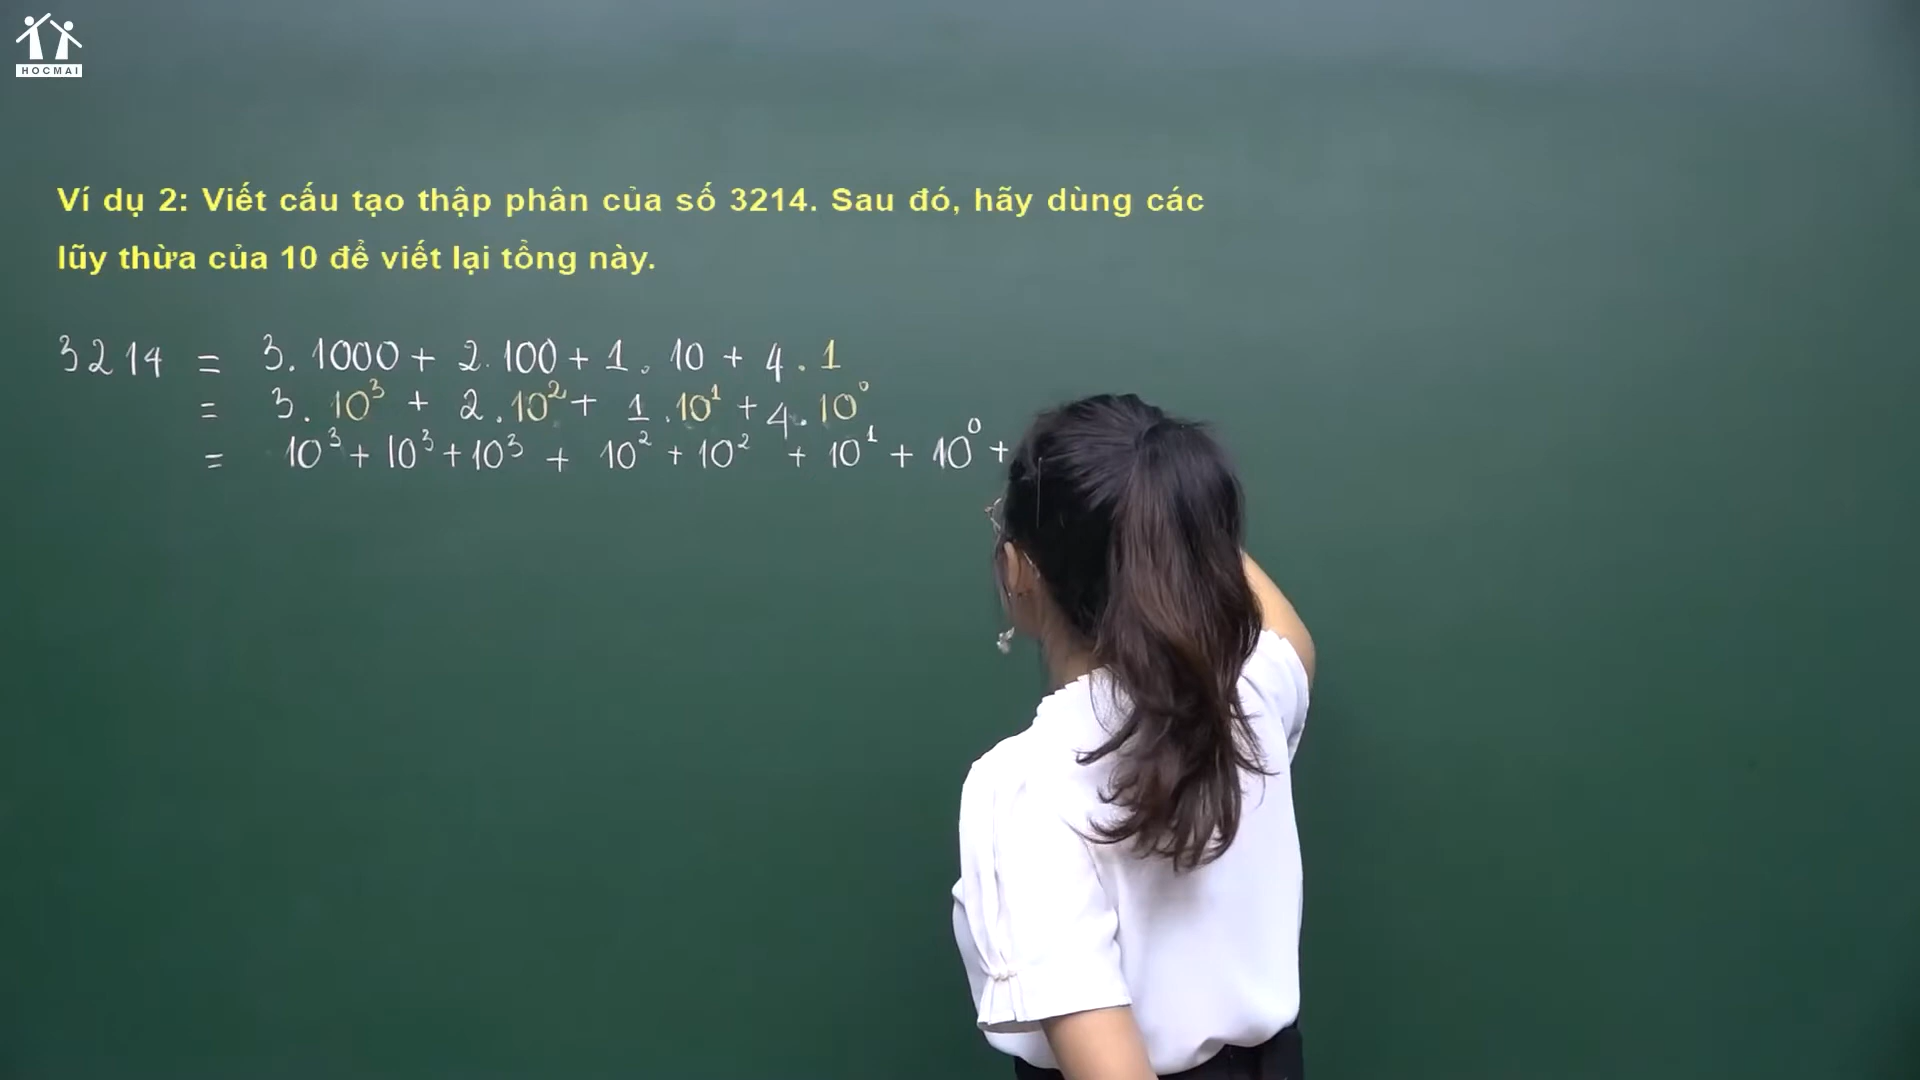 HOCMAI
Ví dụ 2: Viết cấu tạo thập phân của số 3214. Sau đó, hãy dùng các
lũy thừa của 10 để viết lại tổng này.
3214 = 3.1000 + 2.100 + 1.10 + 4.1
= 3.10³ + 2.10² + 1.10¹ + 4.10⁰
= 10³ + 10³ + 10³ + 10² + 10² + 10¹ + 10⁰ +